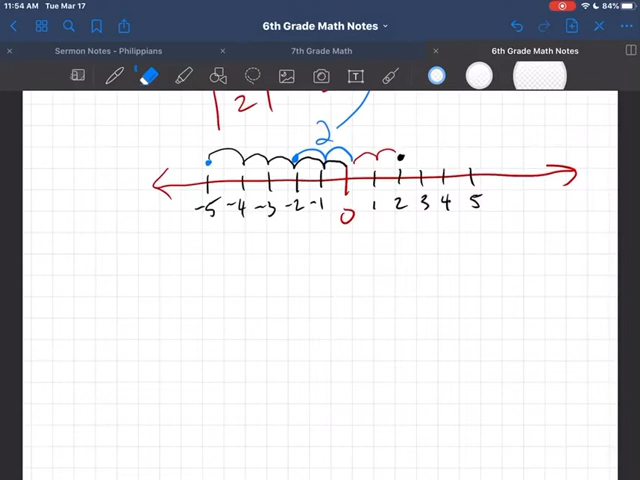 11:54 AM Tue Mar 17 84%
6th Grade Math Notes
Sermon Notes - Philippians 7th Grade Math 6th Grade Math Notes
|2|
2
-5 -4 -3 -2 -1 0 1 2 3 4 5